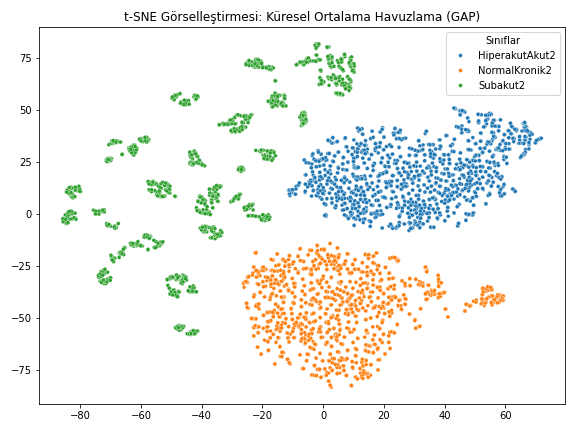 t-SNE Görselleştirmesi: Küresel Ortalama Havuzlama (GAP)
Sınıflar
HiperakutAkut2
NormalKronik2
Subakut2
75
50
25
0
−25
−50
−75
−80 −60 −40 −20 0 20 40 60